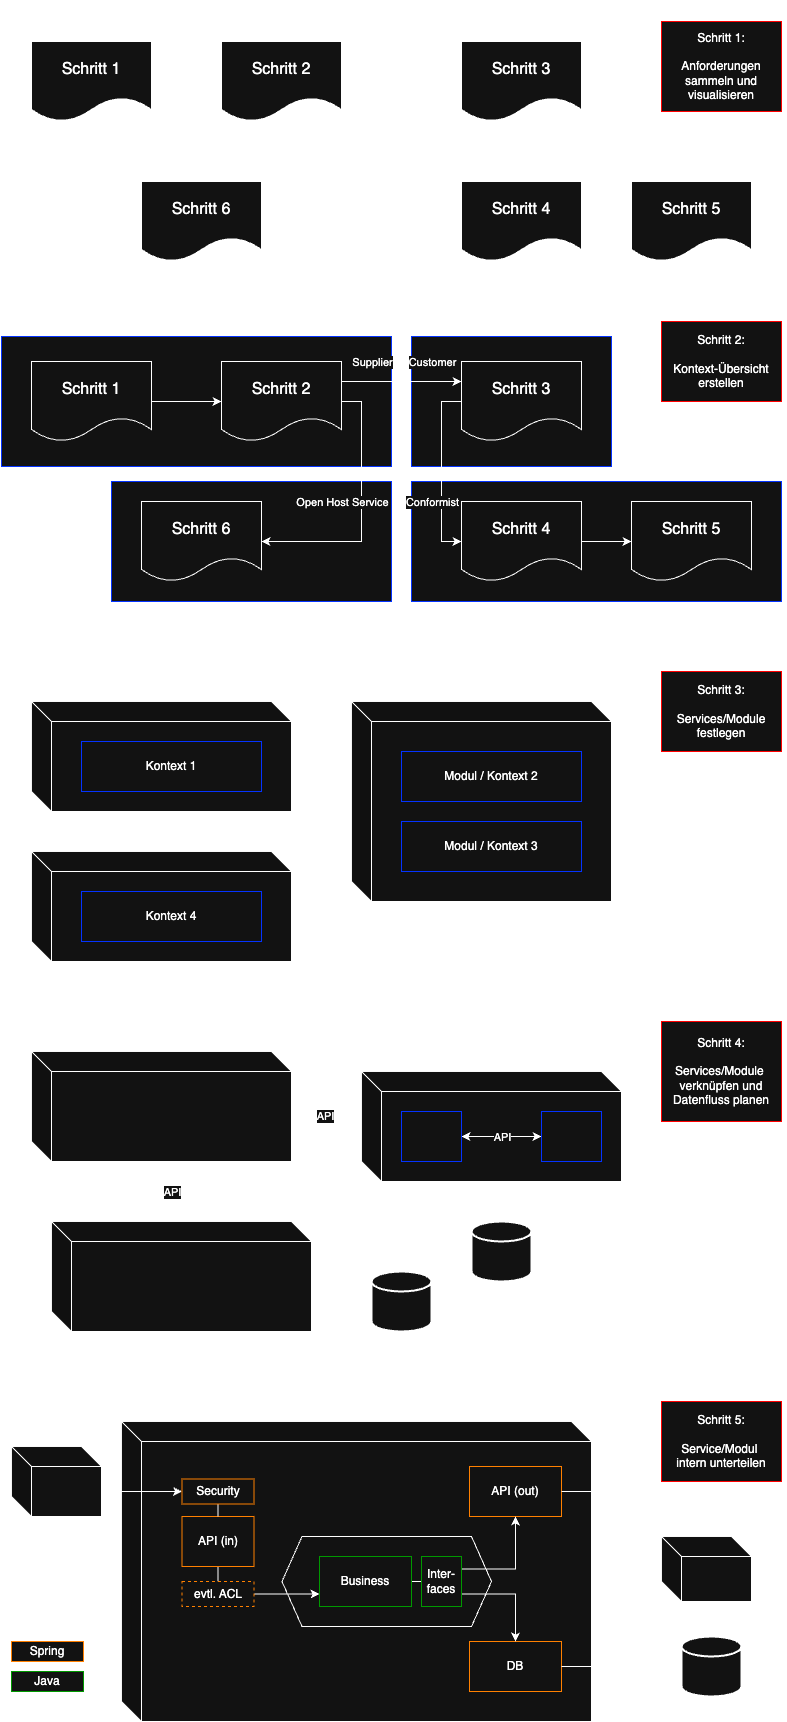 Schritt 1
Schritt 2
Schritt 3
Schritt 1:
Anforderungen
sammeln und
visualisieren
Schritt 6
Schritt 4
Schritt 5
Schritt 2:
Kontext-Übersicht
erstellen
Supplier
Customer
Schritt 1
Schritt 2
Schritt 3
Open Host Service
Conformist
Schritt 6
Schritt 4
Schritt 5
Schritt 3:
Services/Module
festlegen
Kontext 1
Modul / Kontext 2
Modul / Kontext 3
Kontext 4
Schritt 4:
Services/Module
verknüpfen und
Datenfluss planen
API
API
API
Schritt 5:
Service/Modul
intern unterteilen
Security
API (out)
API (in)
Business
Inter-
faces
evtl. ACL
Spring
DB
Java